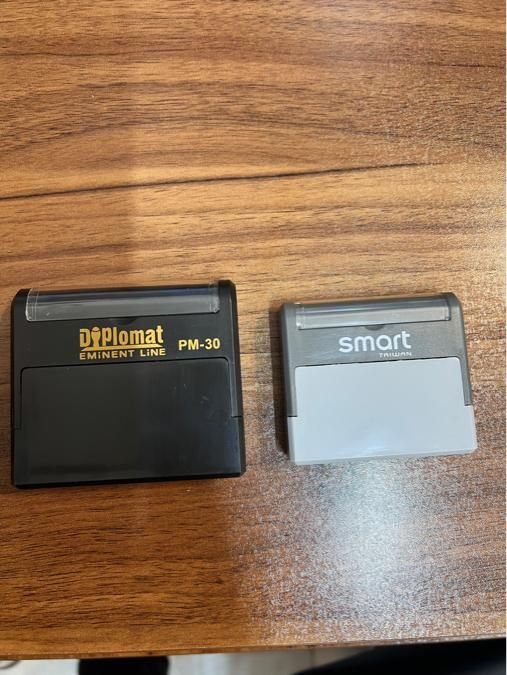 DiPlomat
EMiNENT LiNE
PM-30
smart
TAIWAN